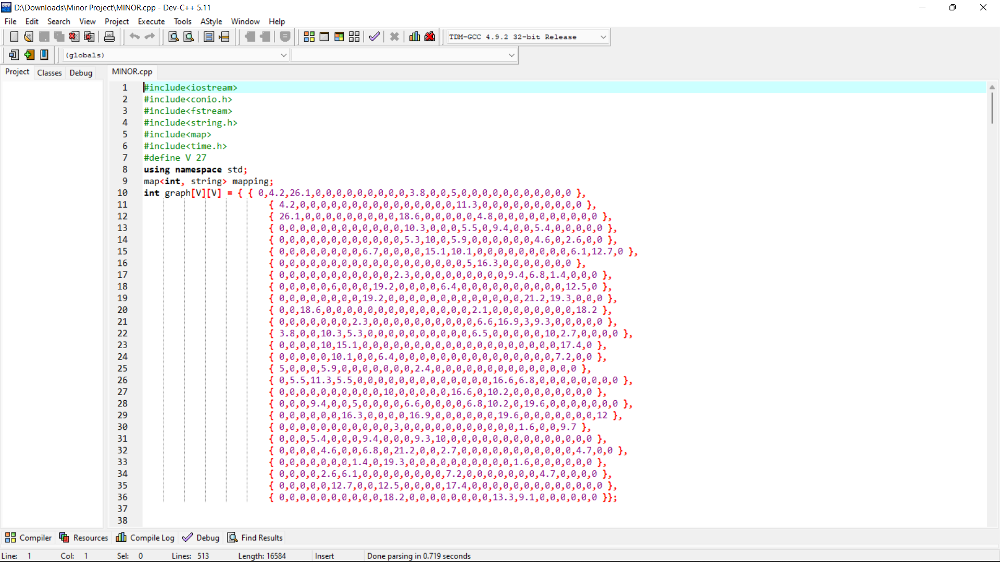 D:\Downloads\Minor Project\MINOR.cpp - Dev-C++ 5.11
File Edit Search View Project Execute Tools AStyle Window Help
TDM-GCC 4.9.2 32-bit Release
(globals)
Project Classes Debug MINOR.cpp
1 #include<iostream>
2 #include<conio.h>
3 #include<fstream>
4 #include<string.h>
5 #include<map>
6 #include<time.h>
7 #define V 27
8 using namespace std;
9 map<int, string> mapping;
10 int graph[V][V] = { { 0,4.2,26.1,0,0,0,0,0,0,0,0,0,3.8,0,0,5,0,0,0,0,0,0,0,0,0,0,0 },
11 { 4.2,0,0,0,0,0,0,0,0,0,0,0,0,0,0,0,11.3,0,0,0,0,0,0,0,0,0,0 },
12 { 26.1,0,0,0,0,0,0,0,0,0,18.6,0,0,0,0,0,4.8,0,0,0,0,0,0,0,0,0,0 },
13 { 0,0,0,0,0,0,0,0,0,0,0,0,10.3,0,0,0,5.5,0,9.4,0,0,5.4,0,0,0,0,0 },
14 { 0,0,0,0,0,0,0,0,0,0,0,0,5.3,10,0,5.9,0,0,0,0,0,0,4.6,0,2.6,0,0 },
15 { 0,0,0,0,0,0,0,0,6.7,0,0,0,0,15.1,10.1,0,0,0,0,0,0,0,0,0,6.1,12.7,0 },
16 { 0,0,0,0,0,0,0,0,0,0,0,0,0,0,0,0,0,0,5,16.3,0,0,0,0,0,0,0 },
17 { 0,0,0,0,0,0,0,0,0,0,0,2.3,0,0,0,0,0,0,0,0,0,9.4,6.8,1.4,0,0,0 },
18 { 0,0,0,0,0,6,0,0,0,19.2,0,0,0,0,6.4,0,0,0,0,0,0,0,0,0,0,12.5,0 },
19 { 0,0,0,0,0,0,0,0,19.2,0,0,0,0,0,0,0,0,0,0,0,0,0,21.2,19.3,0,0,0 },
20 { 0,0,18.6,0,0,0,0,0,0,0,0,0,0,0,0,0,0,2.1,0,0,0,0,0,0,0,0,18.2 },
21 { 0,0,0,0,0,0,0,2.3,0,0,0,0,0,0,0,0,0,0,6.6,16.9,3,9.3,0,0,0,0,0 },
22 { 3.8,0,0,10.3,5.3,0,0,0,0,0,0,0,0,0,0,6.5,0,0,0,0,0,10,2.7,0,0,0,0 },
23 { 0,0,0,0,10,15.1,0,0,0,0,0,0,0,0,0,0,0,0,0,0,0,0,0,0,0,17.4,0 },
24 { 0,0,0,0,0,10.1,0,0,6.4,0,0,0,0,0,0,0,0,0,0,0,0,0,0,0,7.2,0,0 },
25 { 5,0,0,0,5.9,0,0,0,0,0,0,0,2.4,0,0,0,0,0,0,0,0,0,0,0,0,0,0 },
26 { 0,5.5,11.3,5.5,0,0,0,0,0,0,0,0,0,0,0,0,0,16.6,6.8,0,0,0,0,0,0,0,0 },
27 { 0,0,0,0,0,0,0,0,0,0,10,0,0,0,0,0,16.6,0,10.2,0,0,0,0,0,0,0,0 },
28 { 0,0,0,9.4,0,0,5,0,0,0,0,6.6,0,0,0,0,6.8,10.2,0,19.6,0,0,0,0,0,0,0 },
29 { 0,0,0,0,0,0,16.3,0,0,0,0,16.9,0,0,0,0,0,0,19.6,0,0,0,0,0,0,0,12 },
30 { 0,0,0,0,0,0,0,0,0,0,0,3,0,0,0,0,0,0,0,0,0,0,0,1.6,0,0,9.7 },
31 { 0,0,0,5.4,0,0,0,9.4,0,0,0,9.3,10,0,0,0,0,0,0,0,0,0,0,0,0,0,0 },
32 { 0,0,0,0,4.6,0,0,6.8,0,21.2,0,0,2.7,0,0,0,0,0,0,0,0,0,0,0,4.7,0,0 },
33 { 0,0,0,0,0,0,0,1.4,0,19.3,0,0,0,0,0,0,0,0,0,0,1.6,0,0,0,0,0,0 },
34 { 0,0,0,0,2.6,6.1,0,0,0,0,0,0,0,0,7.2,0,0,0,0,0,0,0,4.7,0,0,0,0 },
35 { 0,0,0,0,0,12.7,0,0,12.5,0,0,0,0,17.4,0,0,0,0,0,0,0,0,0,0,0,0,0 },
36 { 0,0,0,0,0,0,0,0,0,0,18.2,0,0,0,0,0,0,0,0,13.3,9.1,0,0,0,0,0,0 }};
37
38
Compiler Resources Compile Log Debug Find Results
Line: 1 Col: 1 Sel: 0 Lines: 513 Length: 16584 Insert Done parsing in 0.719 seconds